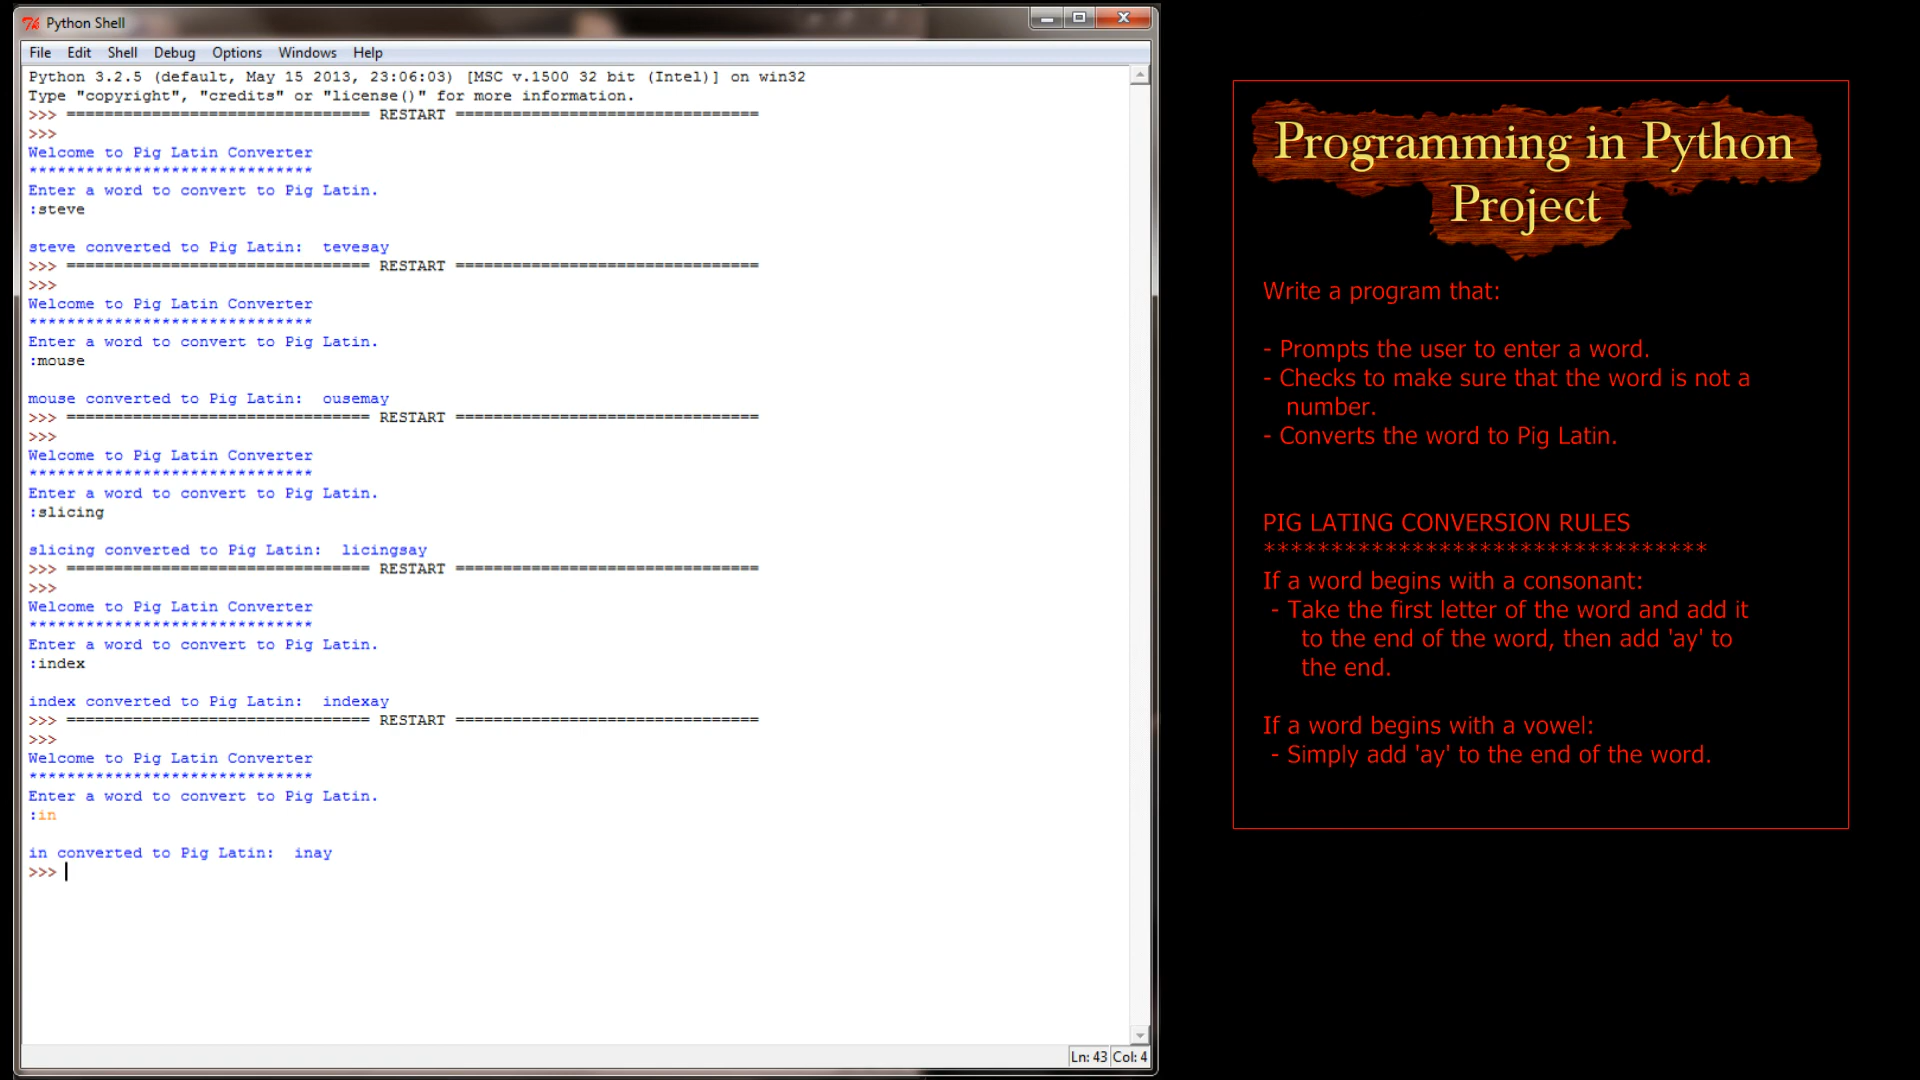 Python Shell
File Edit Shell Debug Options Windows Help
Python 3.2.5 (default, May 15 2013, 23:06:03) [MSC v.1500 32 bit (Intel)] on win32
Type "copyright", "credits" or "license()" for more information.
>>> ================================ RESTART ================================
>>>
Welcome to Pig Latin Converter
******************************
Enter a word to convert to Pig Latin.
:steve
steve converted to Pig Latin:  tevesay
>>> ================================ RESTART ================================
>>>
Welcome to Pig Latin Converter
******************************
Enter a word to convert to Pig Latin.
:mouse
mouse converted to Pig Latin:  ousemay
>>> ================================ RESTART ================================
>>>
Welcome to Pig Latin Converter
******************************
Enter a word to convert to Pig Latin.
:slicing
slicing converted to Pig Latin:  licingsay
>>> ================================ RESTART ================================
>>>
Welcome to Pig Latin Converter
******************************
Enter a word to convert to Pig Latin.
:index
index converted to Pig Latin:  indexay
>>> ================================ RESTART ================================
>>>
Welcome to Pig Latin Converter
******************************
Enter a word to convert to Pig Latin.
:in
in converted to Pig Latin:  inay
>>>
Ln: 43 Col: 4
Programming in Python
Project
Write a program that:
- Prompts the user to enter a word.
- Checks to make sure that the word is not a
number.
- Converts the word to Pig Latin.
PIG LATING CONVERSION RULES
*********************************
If a word begins with a consonant:
- Take the first letter of the word and add it
to the end of the word, then add 'ay' to
the end.
If a word begins with a vowel:
- Simply add 'ay' to the end of the word.